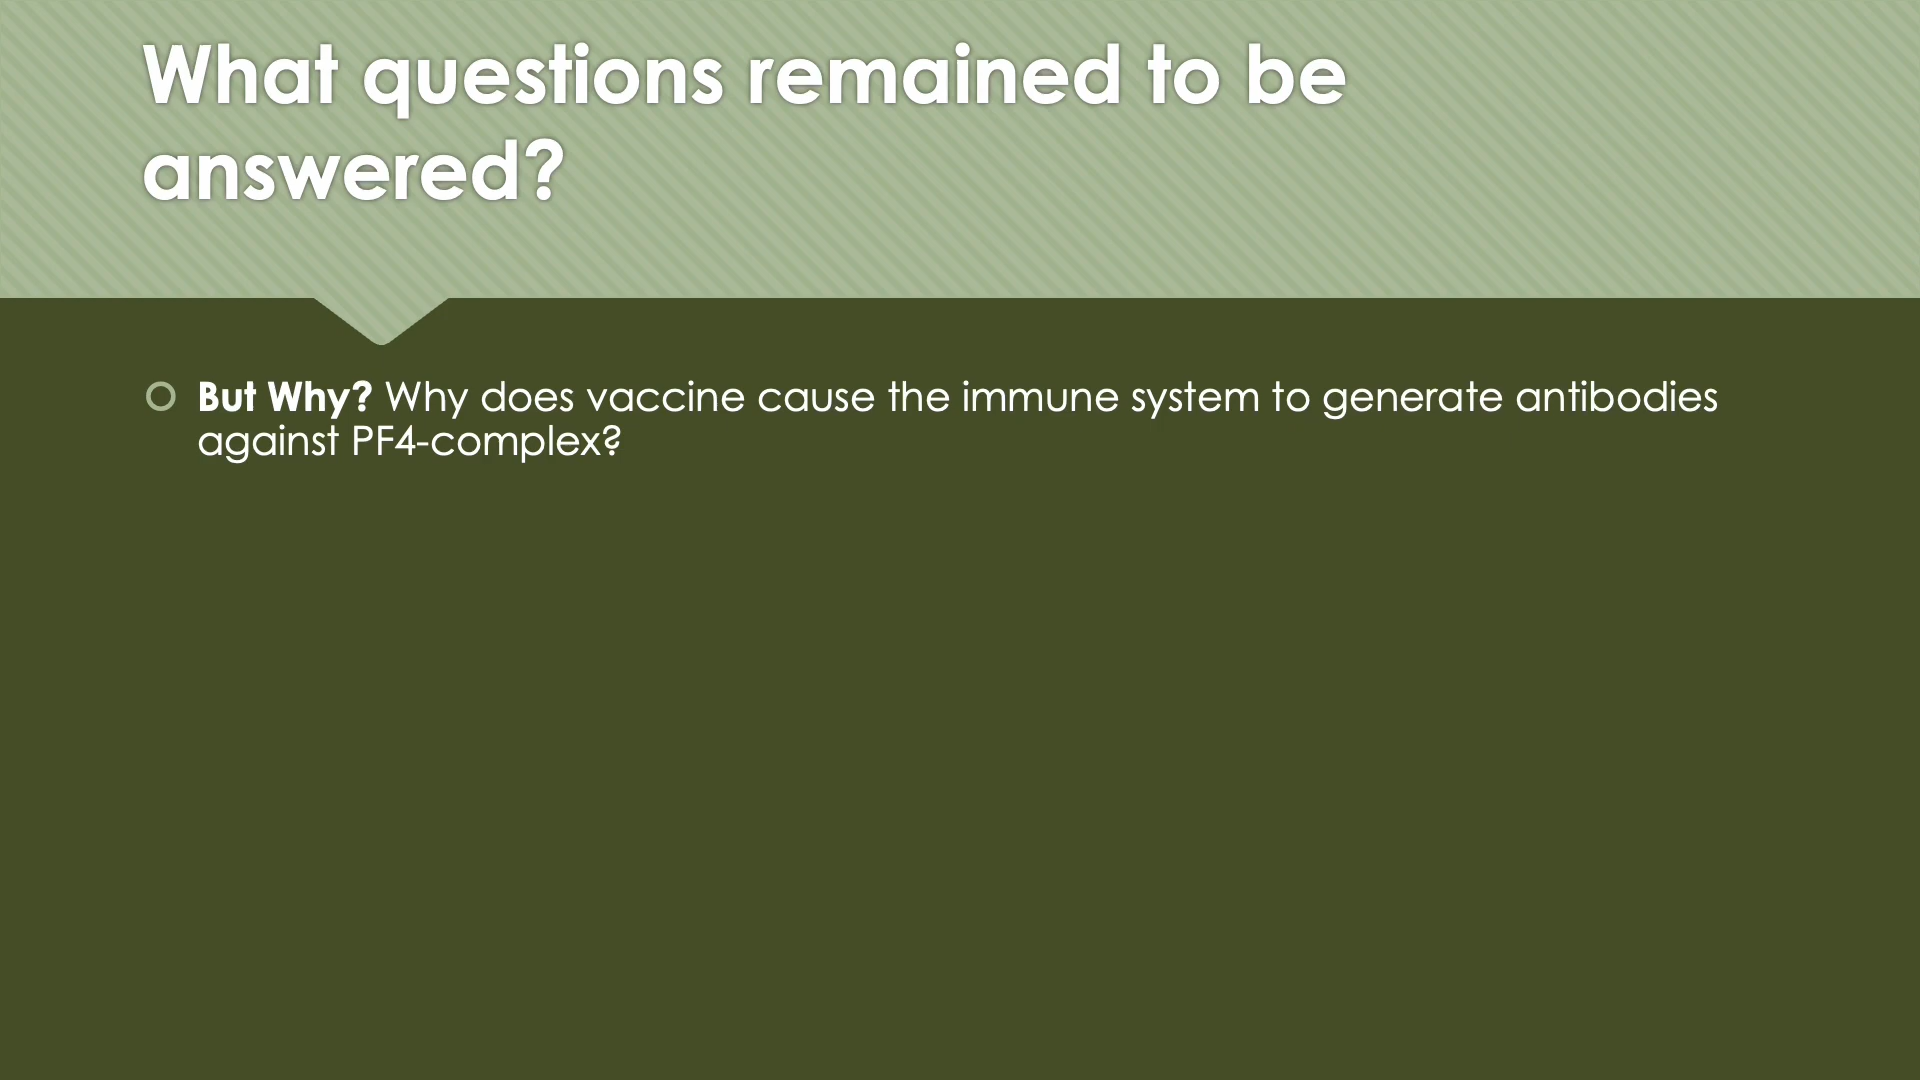 What questions remained to be
answered?
But Why? Why does vaccine cause the immune system to generate antibodies
against PF4-complex?